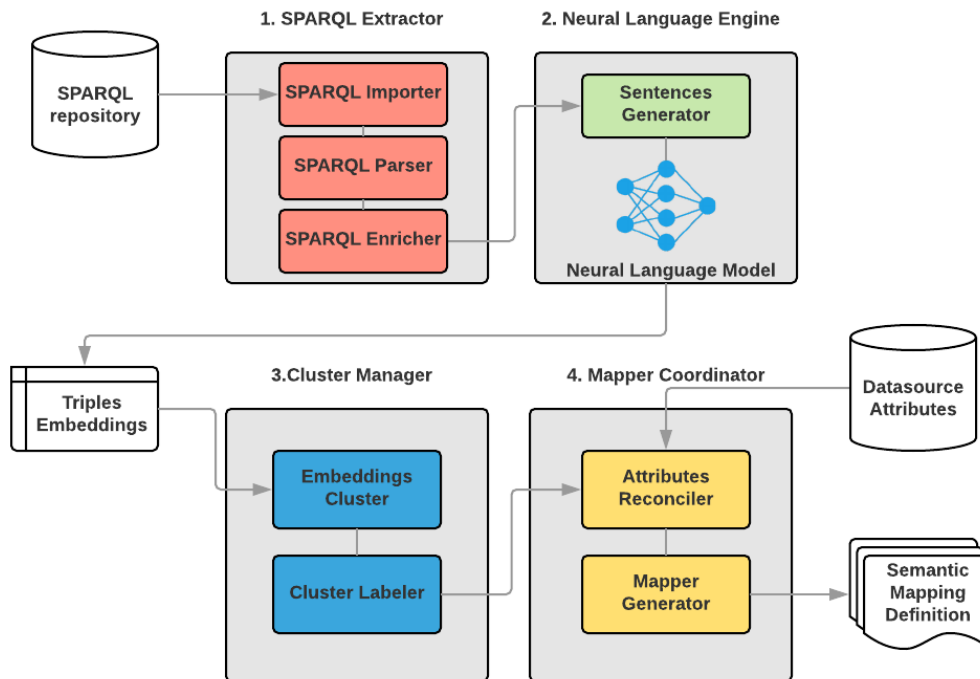 1. SPARQL Extractor
2. Neural Language Engine
SPARQL
repository
SPARQL Importer
SPARQL Parser
SPARQL Enricher
Sentences
Generator
Neural Language Model
Triples
Embeddings
3.Cluster Manager
4. Mapper Coordinator
Datasource
Attributes
Embeddings
Cluster
Cluster Labeler
Attributes
Reconciler
Mapper
Generator
Semantic
Mapping
Definition